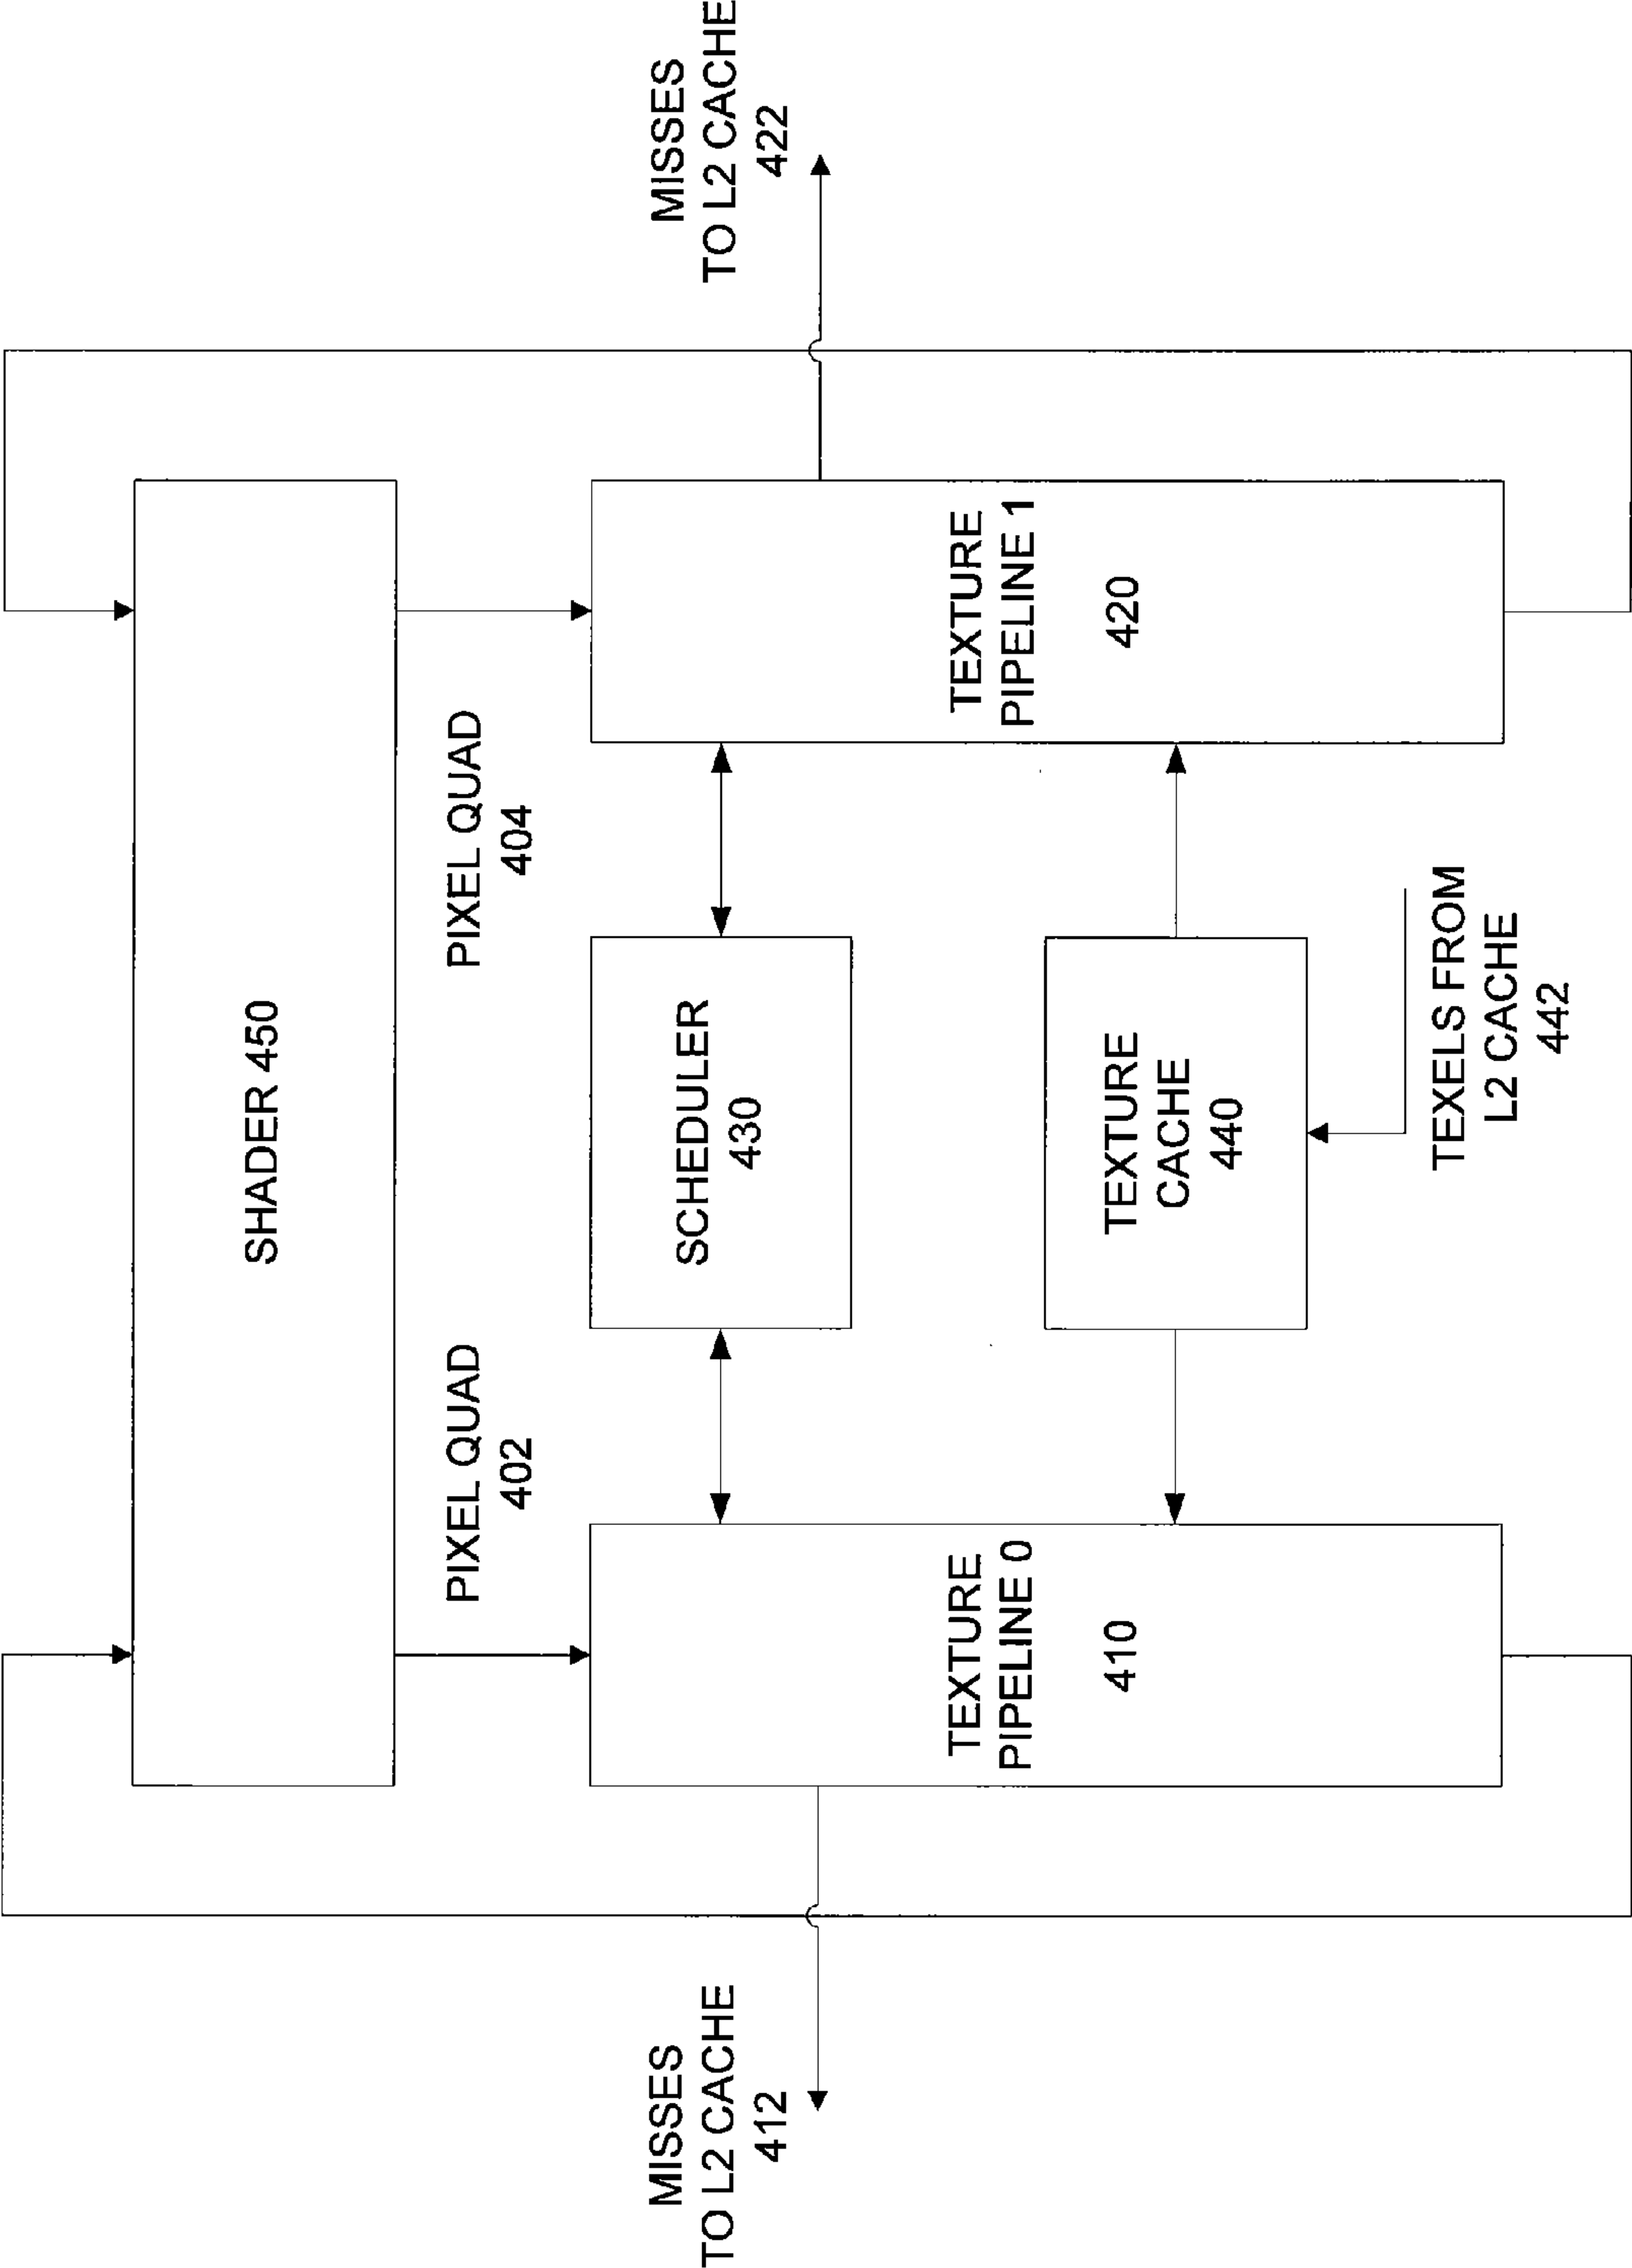 SHADER 450
PIXEL QUAD
402
PIXEL QUAD
404
MISSES
TO L2 CACHE
412
MISSES
TO L2 CACHE
422
SCHEDULER
430
TEXTURE
PIPELINE 0
410
TEXTURE
PIPELINE 1
420
TEXTURE
CACHE
440
TEXELS FROM
L2 CACHE
442